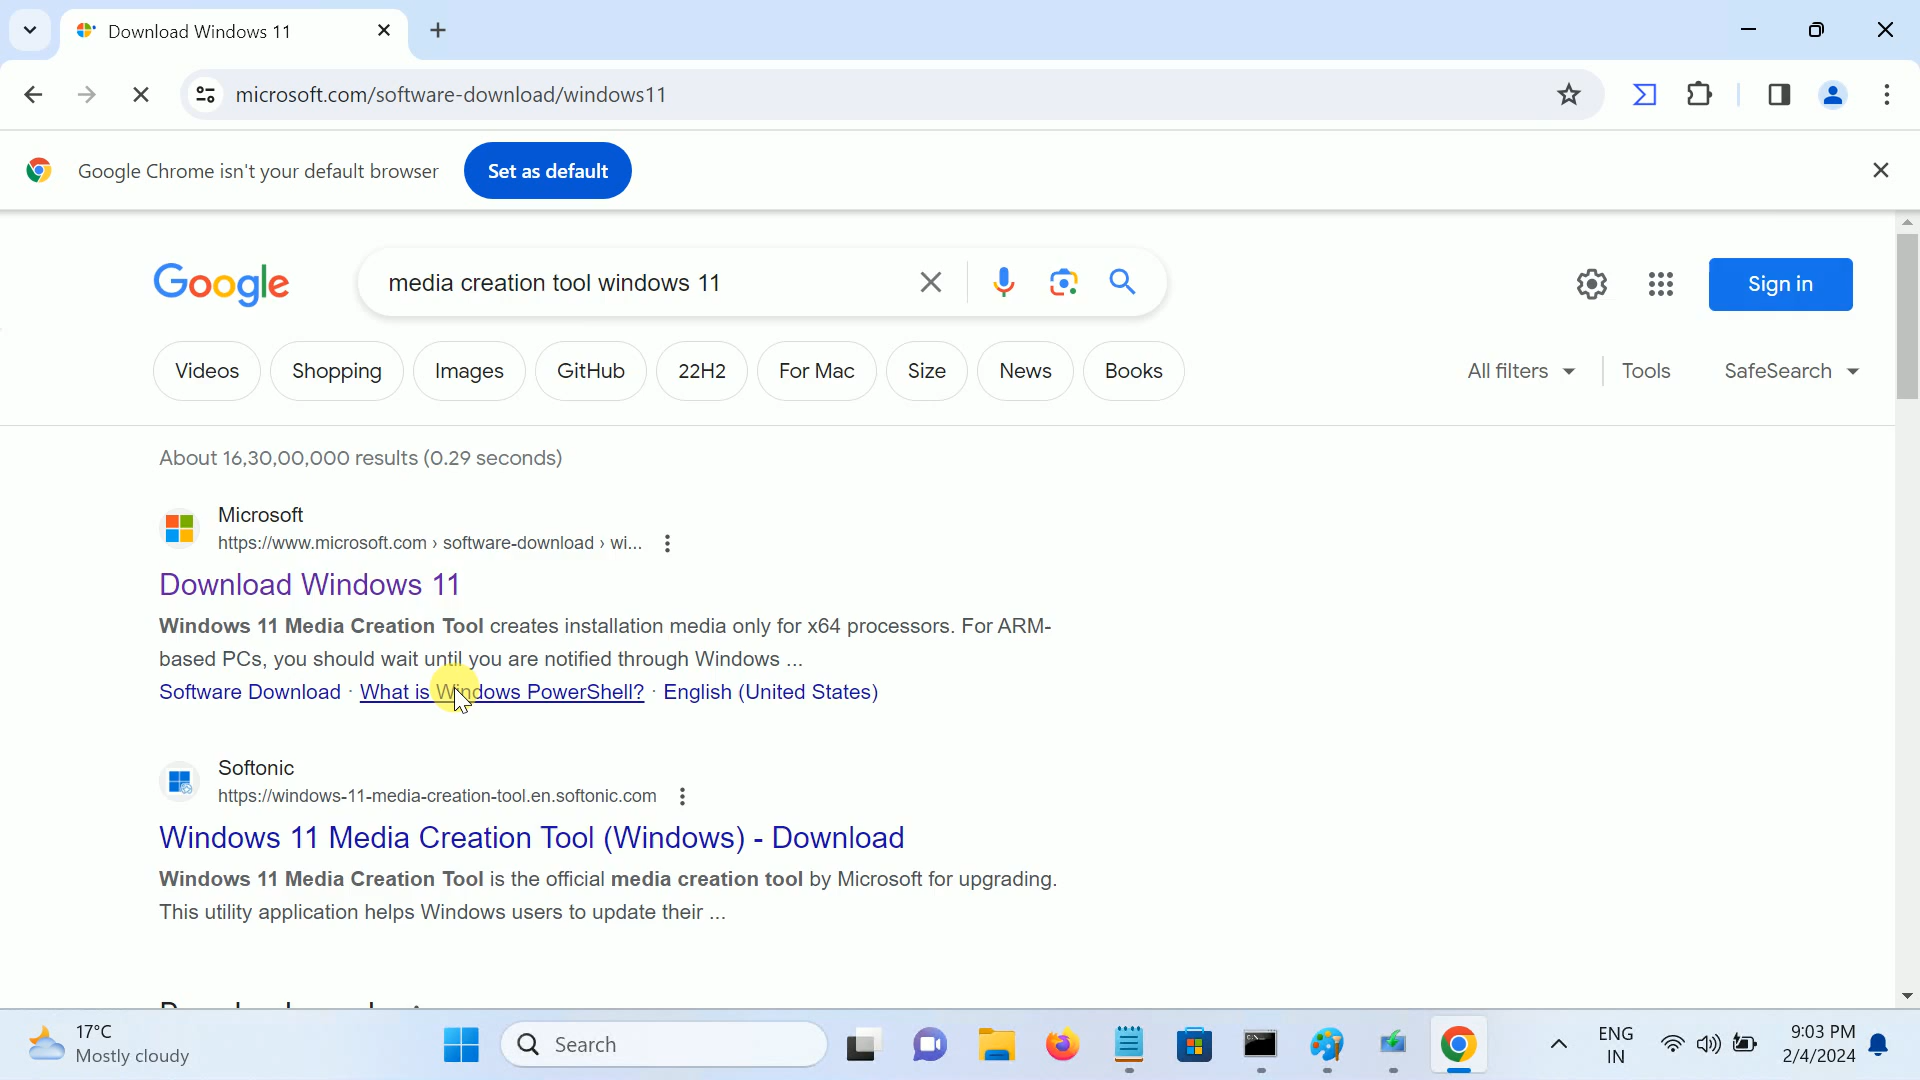 Download Windows 11
microsoft.com/software-download/windows11
Google Chrome isn't your default browser
Set as default
Google
media creation tool windows 11
Sign in
Videos
Shopping
Images
GitHub
22H2
For Mac
Size
News
Books
All filters
Tools
SafeSearch
About 16,30,00,000 results (0.29 seconds)
Microsoft
https://www.microsoft.com › software-download › wi...
Download Windows 11
Windows 11 Media Creation Tool creates installation media only for x64 processors. For ARM-
based PCs, you should wait until you are notified through Windows ...
Software Download · What is Windows PowerShell? · English (United States)
Softonic
https://windows-11-media-creation-tool.en.softonic.com
Windows 11 Media Creation Tool (Windows) - Download
Windows 11 Media Creation Tool is the official media creation tool by Microsoft for upgrading.
This utility application helps Windows users to update their ...
17°C
Mostly cloudy
Search
ENG
IN
9:03 PM
2/4/2024